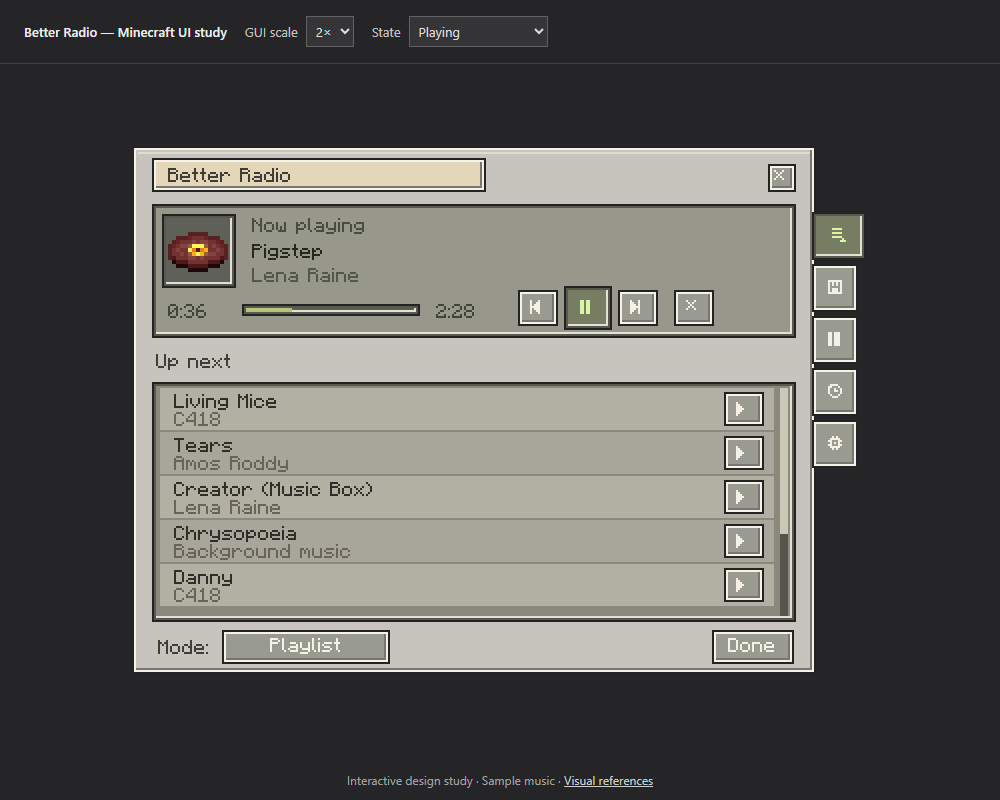 Better Radio — Minecraft UI study GUI scale 2× State Playing
Better Radio
Now playing
Pigstep
Lena Raine
0:36 2:28
Up next
Living Mice
C418
Tears
Amos Roddy
Creator (Music Box)
Lena Raine
Chrysopoeia
Background music
Danny
C418
Mode: Playlist Done
Interactive design study · Sample music · Visual references